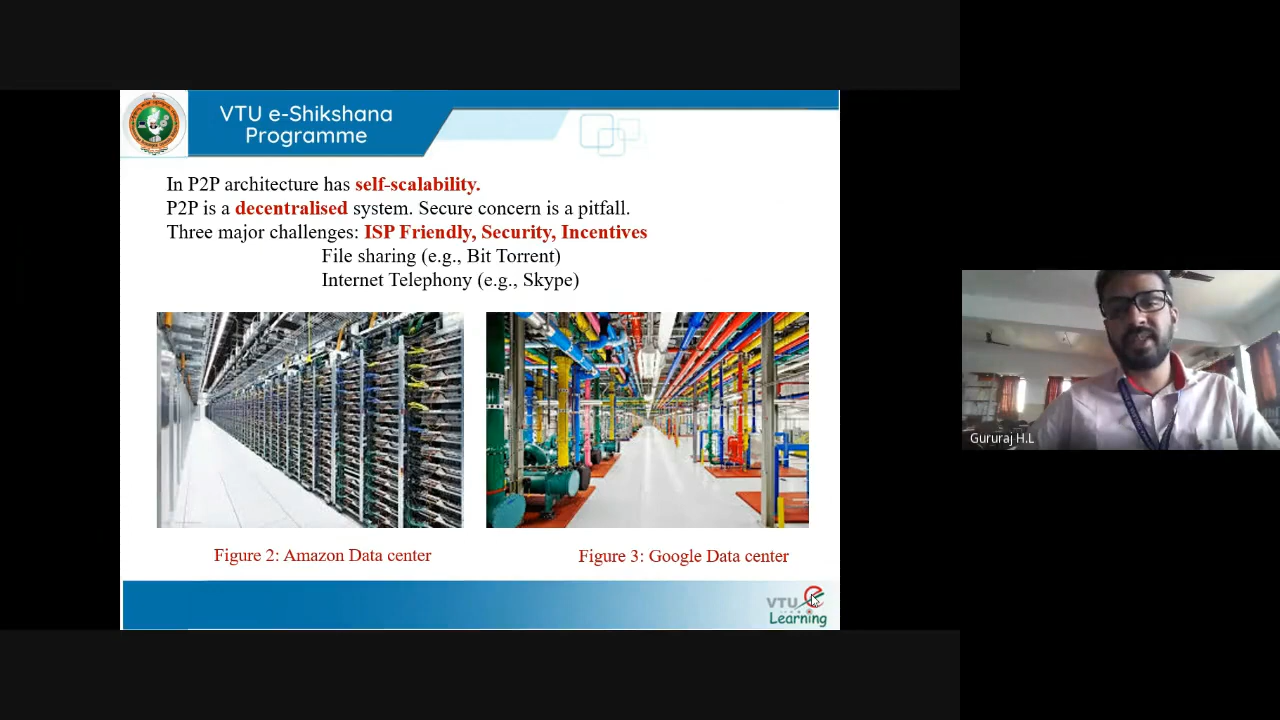 VTU e-Shikshana
Programme
In P2P architecture has self-scalability.
P2P is a decentralised system. Secure concern is a pitfall.
Three major challenges: ISP Friendly, Security, Incentives
File sharing (e.g., Bit Torrent)
Internet Telephony (e.g., Skype)
Figure 2: Amazon Data center
Figure 3: Google Data center
VTU e
Learning
Gururaj H.L